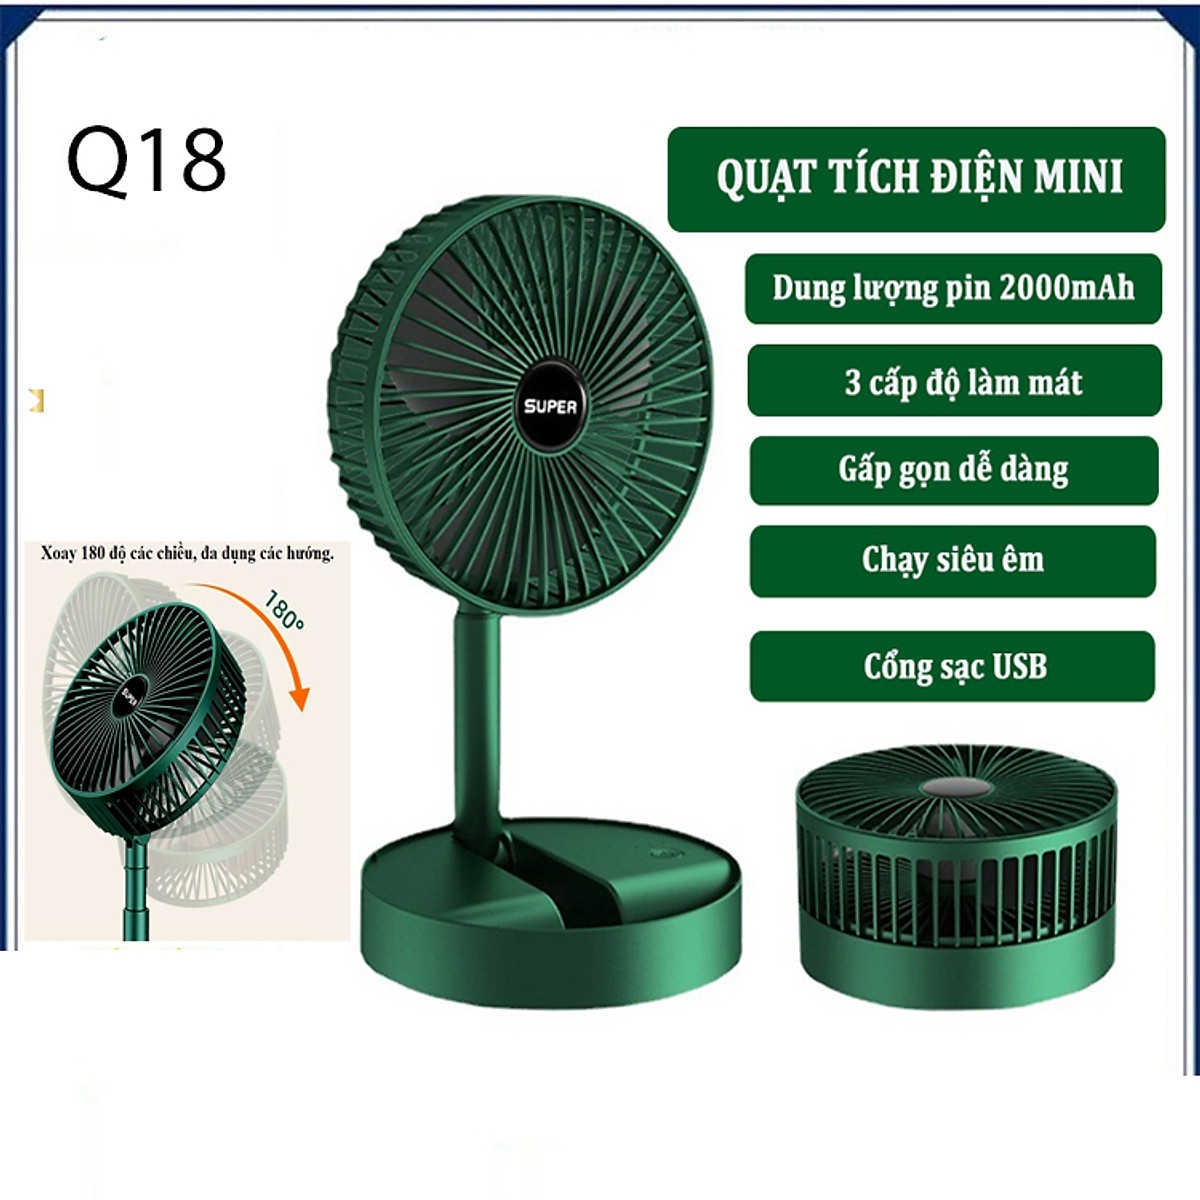 Q18
QUẠT TÍCH ĐIỆN MINI
Dung lượng pin 2000mAh
3 cấp độ làm mát
Gấp gọn dễ dàng
Chạy siêu êm
Cổng sạc USB
SUPER
Xoay 180 độ các chiều, đa dụng các hướng.
180°
SUPER